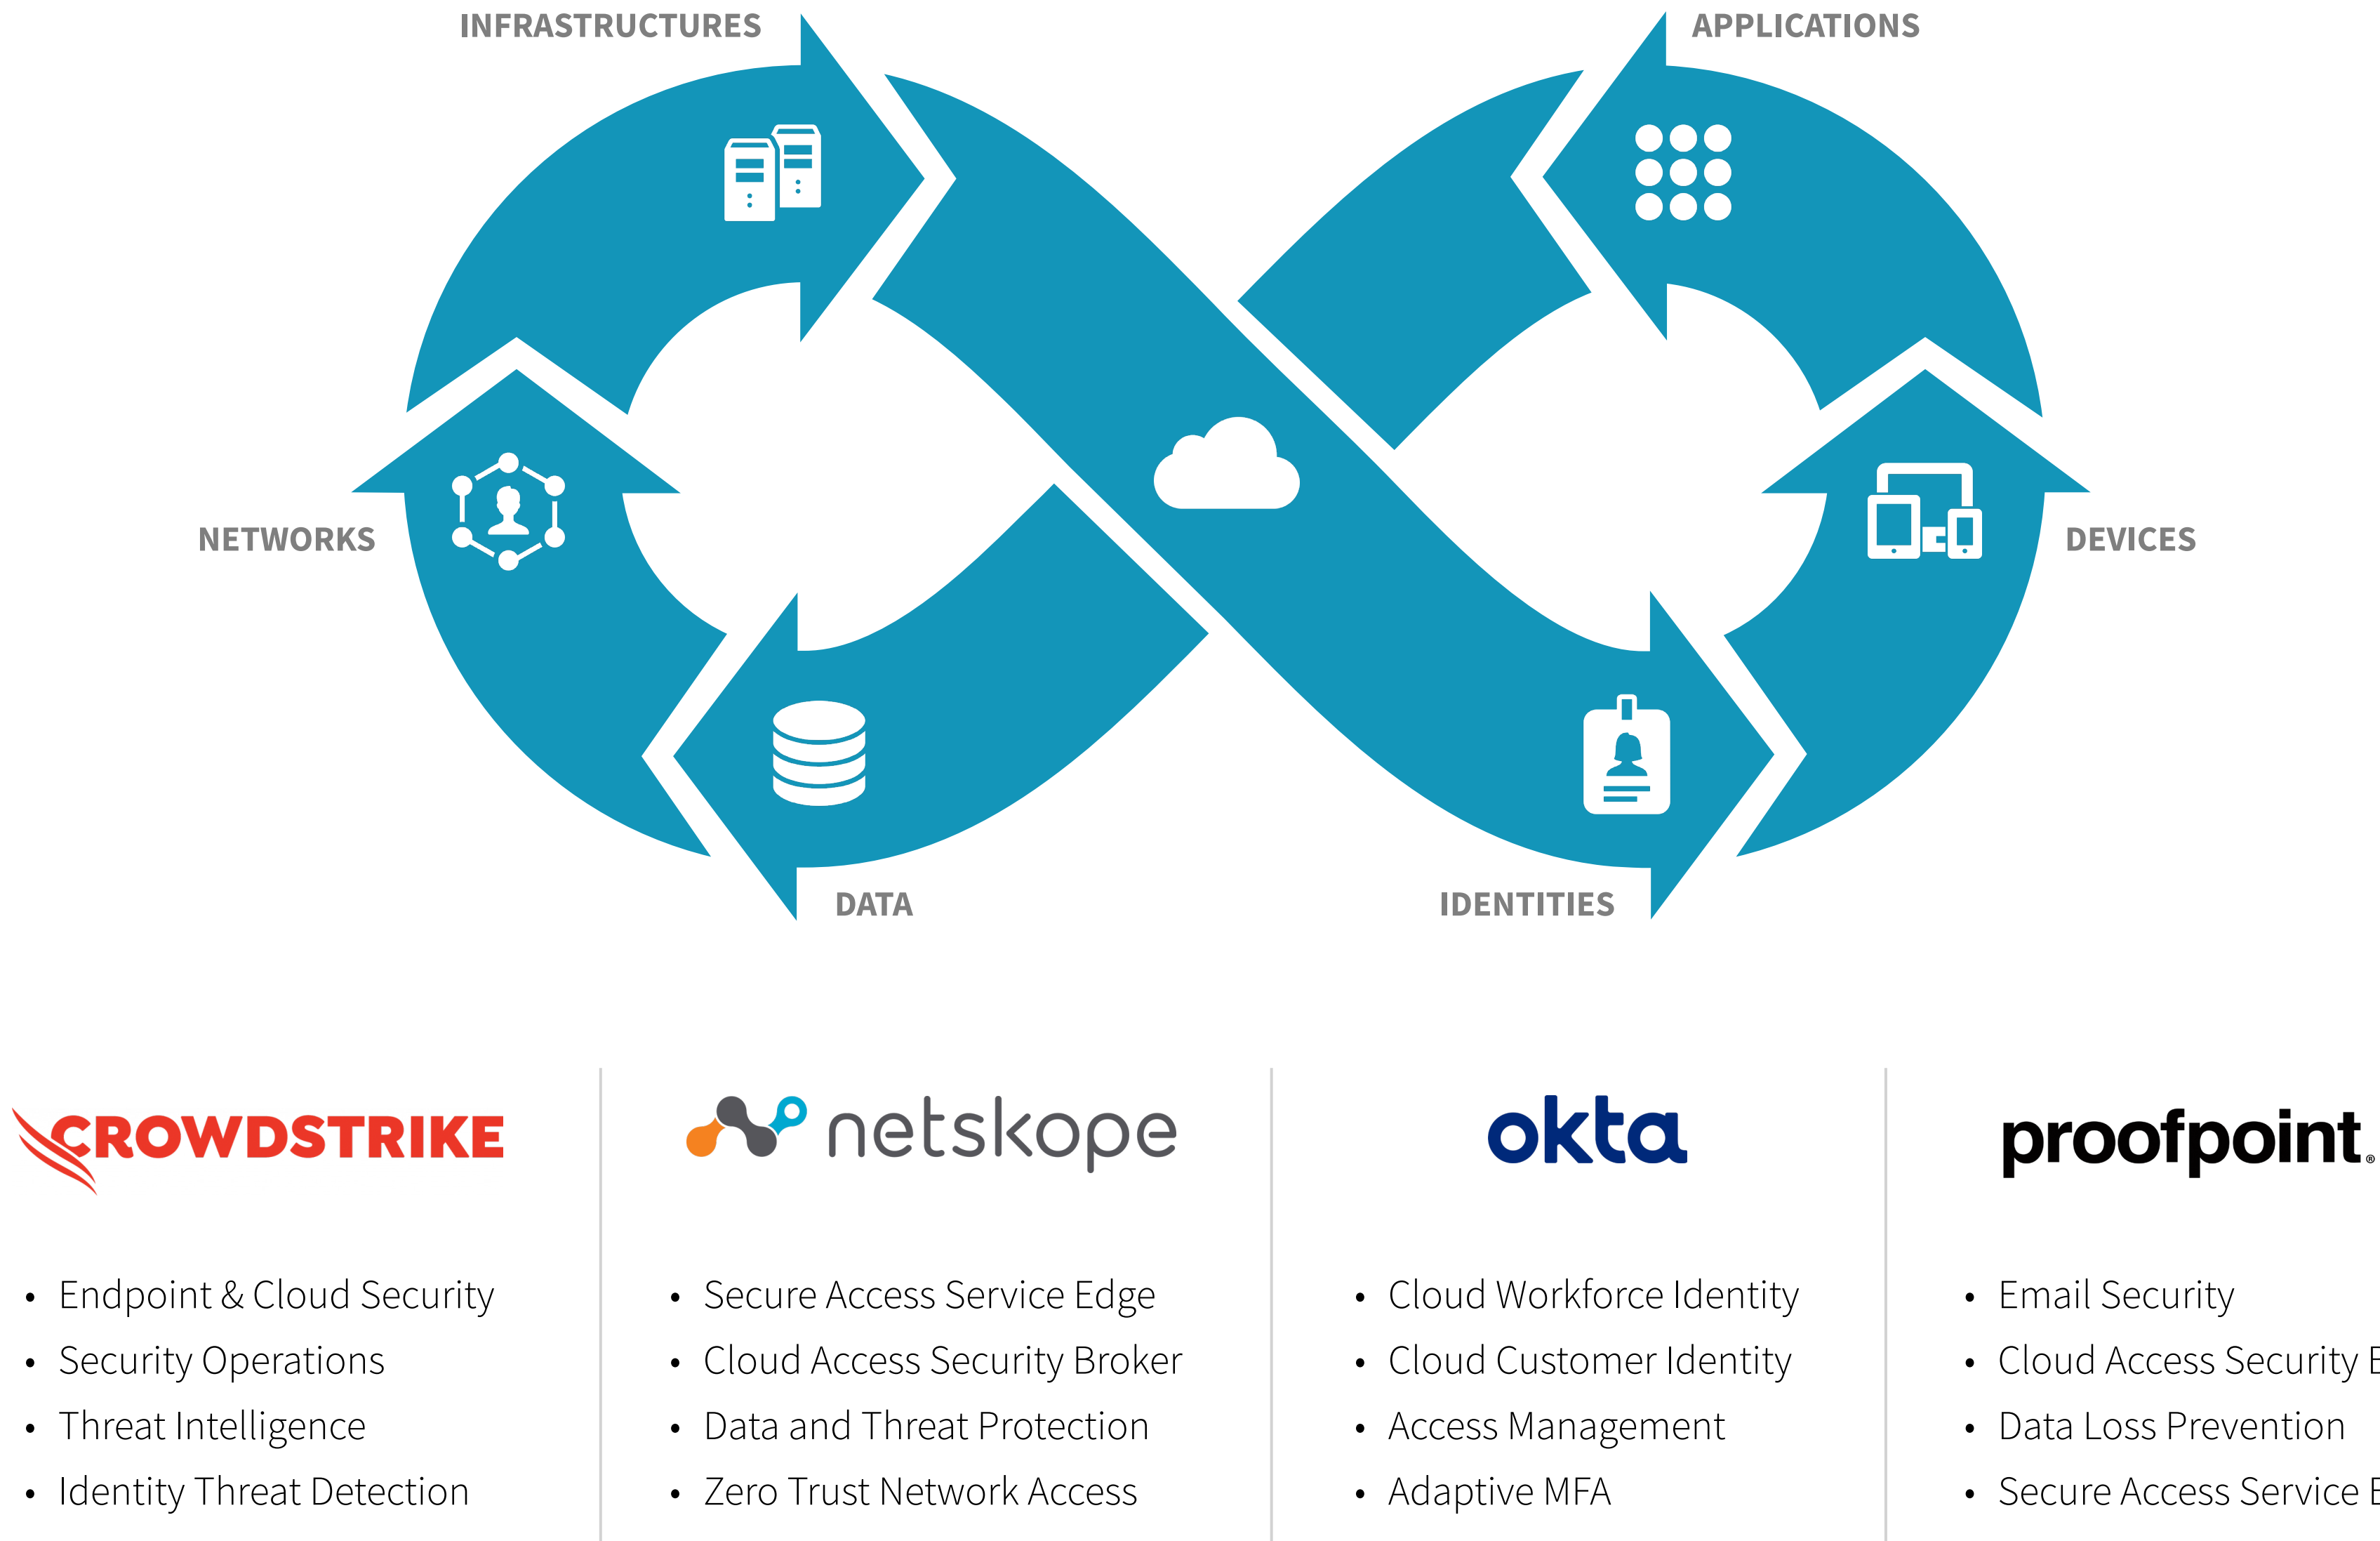 INFRASTRUCTURES
APPLICATIONS
NETWORKS
DEVICES
DATA
IDENTITIES
CROWDSTRIKE
• Endpoint & Cloud Security
• Security Operations
• Threat Intelligence
• Identity Threat Detection
netskope
• Secure Access Service Edge
• Cloud Access Security Broker
• Data and Threat Protection
• Zero Trust Network Access
okta
• Cloud Workforce Identity
• Cloud Customer Identity
• Access Management
• Adaptive MFA
proofpoint®
• Email Security
• Cloud Access Security
• Data Loss Prevention
• Secure Access Service